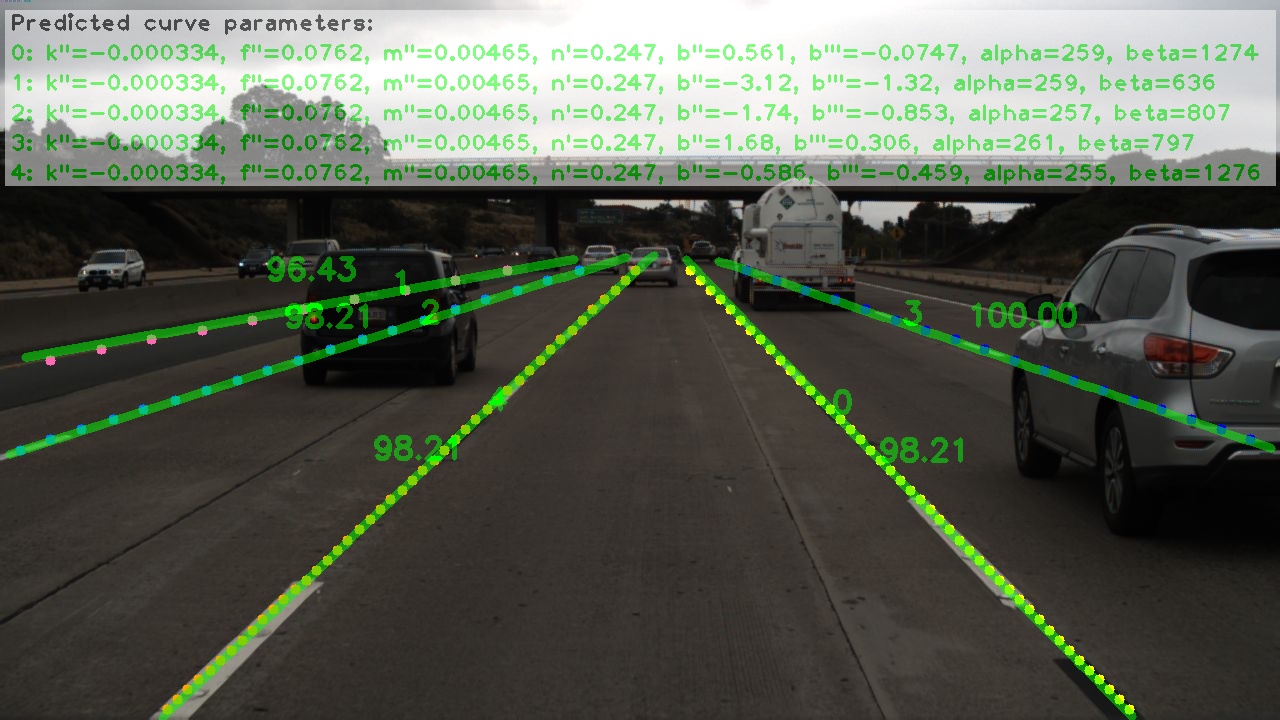 Predicted curve parameters:
0: k''=-0.000334, f''=0.0762, m''=0.00465, n'=0.247, b''=0.561, b'''=-0.0747, alpha=259, beta=1274
1: k''=-0.000334, f''=0.0762, m''=0.00465, n'=0.247, b''=-3.12, b'''=-1.32, alpha=259, beta=636
2: k''=-0.000334, f''=0.0762, m''=0.00465, n'=0.247, b''=-1.74, b'''=-0.853, alpha=257, beta=807
3: k''=-0.000334, f''=0.0762, m''=0.00465, n'=0.247, b''=1.68, b'''=0.306, alpha=261, beta=797
4: k''=-0.000334, f''=0.0762, m''=0.00465, n'=0.247, b''=-0.586, b'''=-0.459, alpha=255, beta=1276
96.43 1
98.21 2 3 100.00
4 0
98.21 98.21